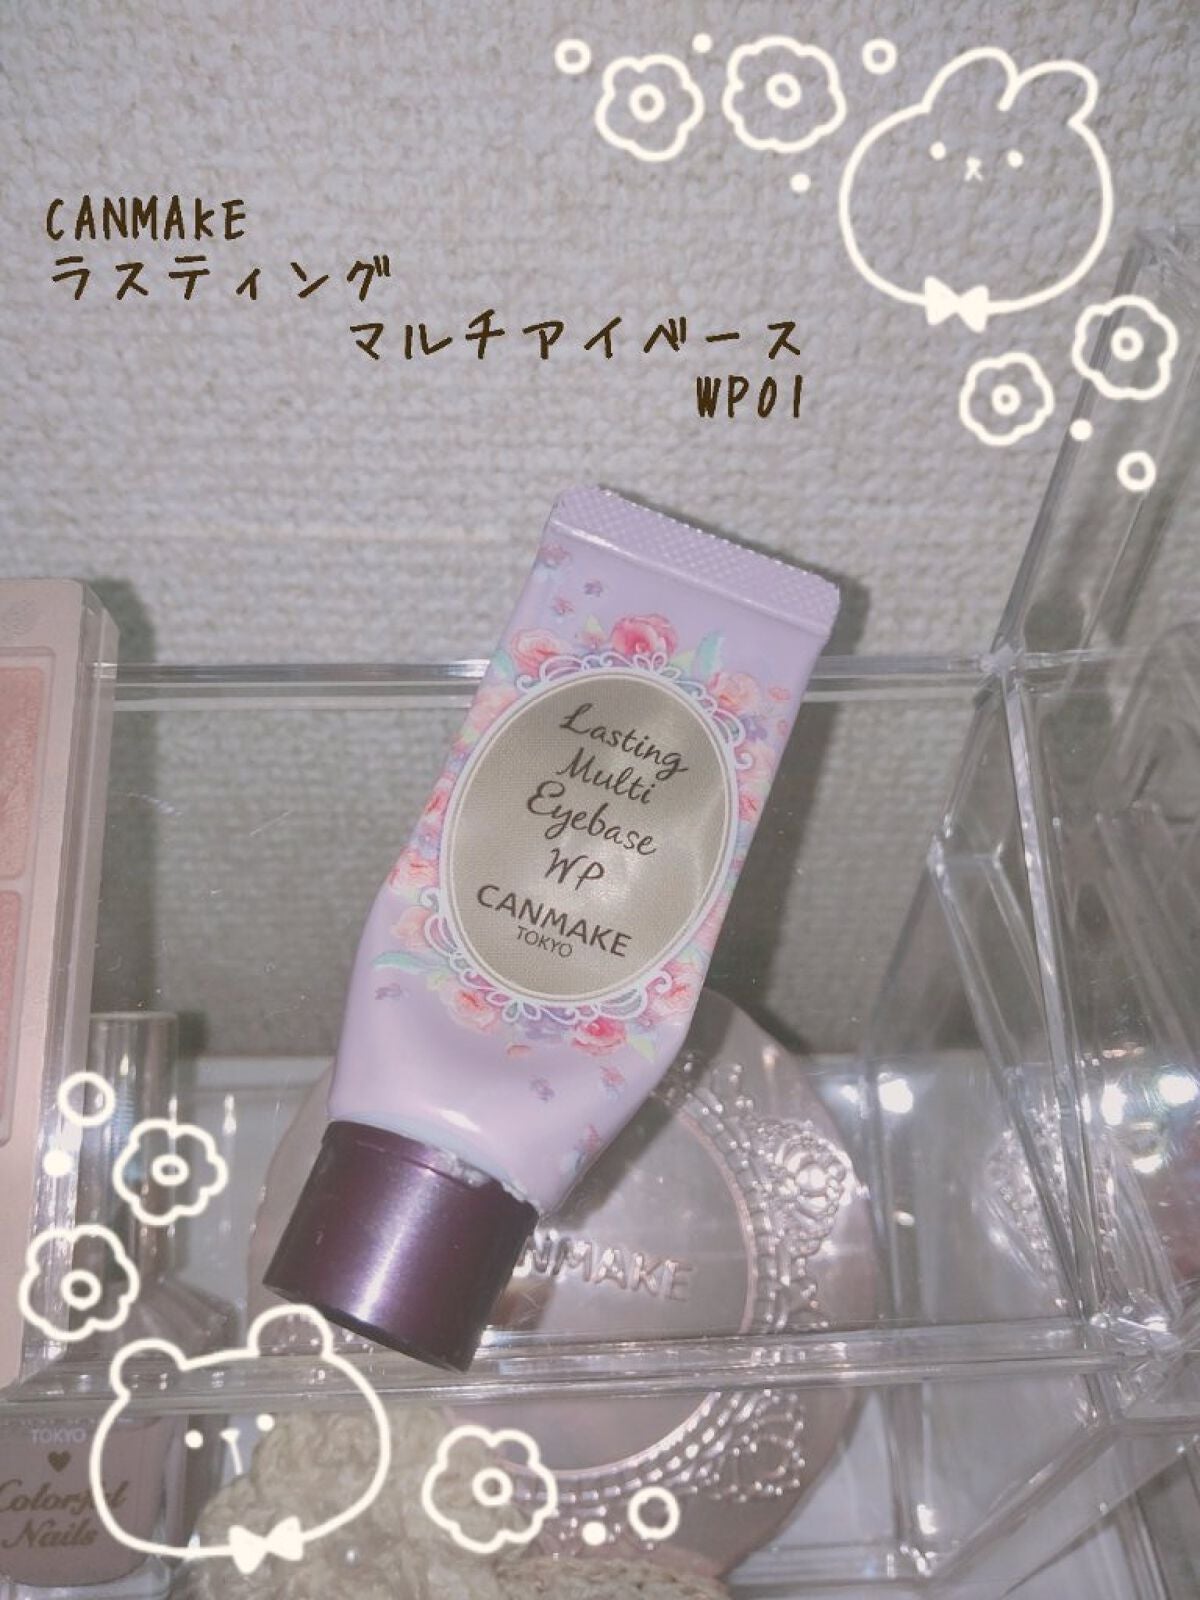 CANMAKE
ラスティング
マルチアイベース
WP01
Lasting
Multi
Eyebase
WP
CANMAKE
TOKYO
CANMAKE
TOKYO
Colorful
Nails